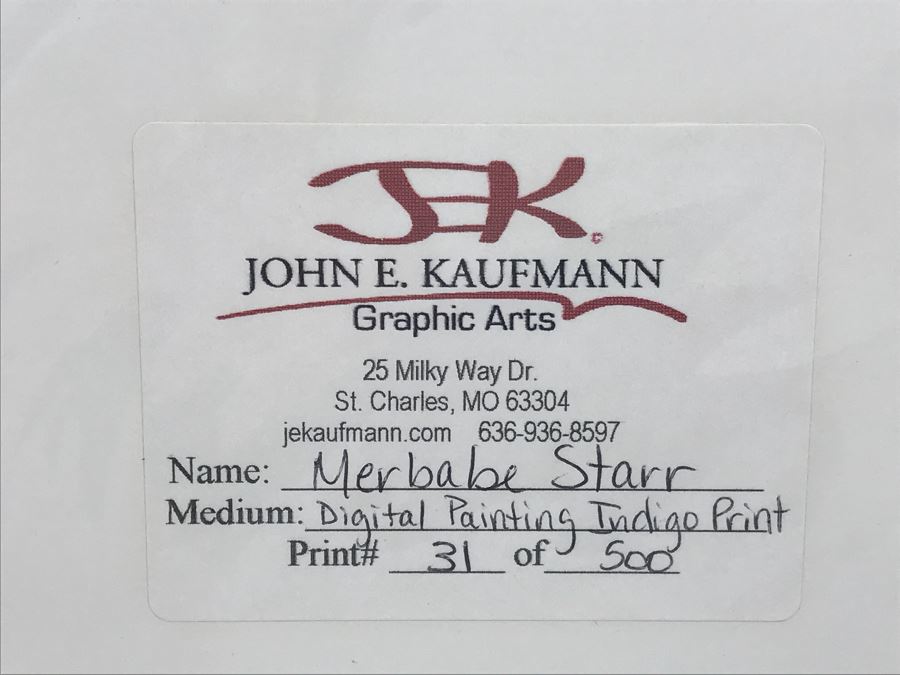 JEK©
JOHN E. KAUFMANN
Graphic Arts
25 Milky Way Dr.
St. Charles, MO 63304
jekaufmann.com 636-936-8597
Name: Merbabe Starr
Medium: Digital Painting Indigo Print
Print# 31 of 500